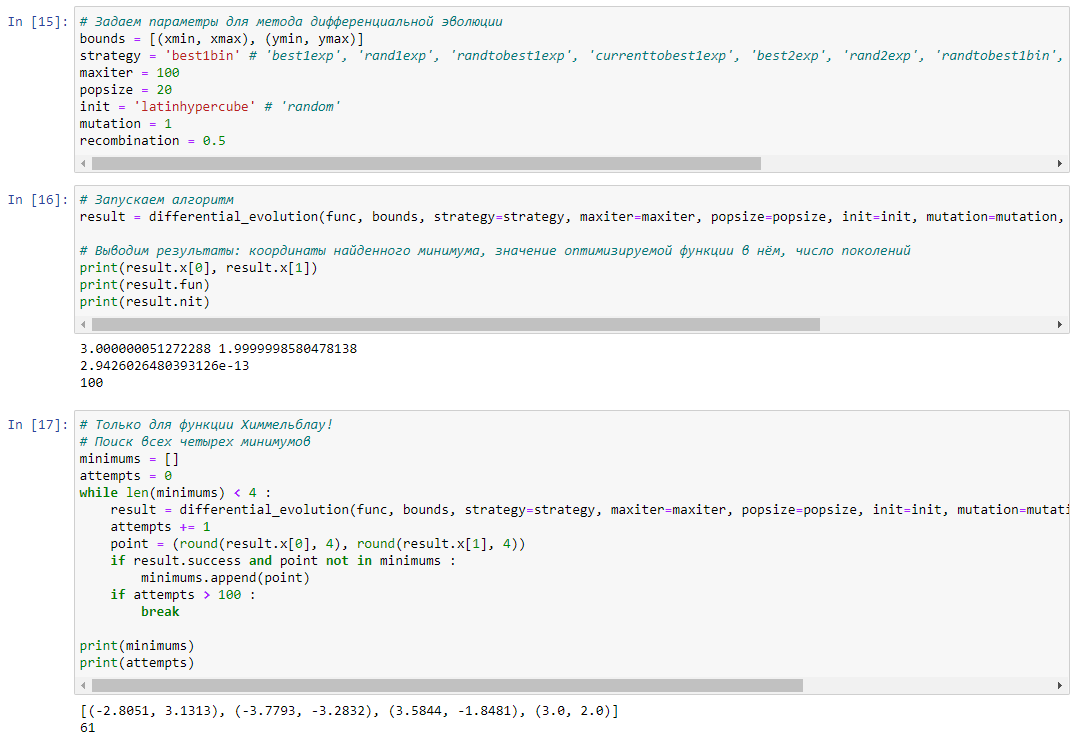 In [15]: # Задаем параметры для метода дифференциальной эволюции
bounds = [(xmin, xmax), (ymin, ymax)]
strategy = 'best1bin' # 'best1exp', 'rand1exp', 'randtobest1exp', 'currenttobest1exp', 'best2exp', 'rand2exp', 'randtobest1bin',
maxiter = 100
popsize = 20
init = 'latinhypercube' # 'random'
mutation = 1
recombination = 0.5
In [16]: # Запускаем алгоритм
result = differential_evolution(func, bounds, strategy=strategy, maxiter=maxiter, popsize=popsize, init=init, mutation=mutation,
# Выводим результаты: координаты найденного минимума, значение оптимизируемой функции в нём, число поколений
print(result.x[0], result.x[1])
print(result.fun)
print(result.nit)
3.000000051272288 1.9999998580478138
2.9426026480393126e-13
100
In [17]: # Только для функции Химмельблау!
# Поиск всех четырех минимумов
minimums = []
attempts = 0
while len(minimums) < 4 :
    result = differential_evolution(func, bounds, strategy=strategy, maxiter=maxiter, popsize=popsize, init=init, mutation=mutati
    attempts += 1
    point = (round(result.x[0], 4), round(result.x[1], 4))
    if result.success and point not in minimums :
        minimums.append(point)
    if attempts > 100 :
        break
print(minimums)
print(attempts)
[(-2.8051, 3.1313), (-3.7793, -3.2832), (3.5844, -1.8481), (3.0, 2.0)]
61